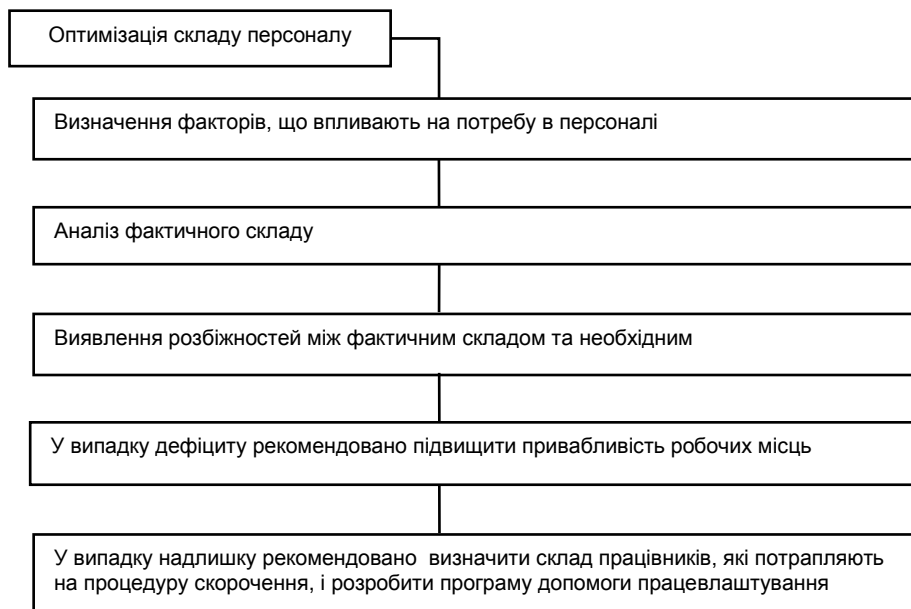 Оптимізація складу персоналу
Визначення факторів, що впливають на потребу в персоналі
Аналіз фактичного складу
Виявлення розбіжностей між фактичним складом та необхідним
У випадку дефіциту рекомендовано підвищити привабливість робочих місць
У випадку надлишку рекомендовано визначити склад працівників, які потрапляють
на процедуру скорочення, і розробити програму допомоги працевлаштування